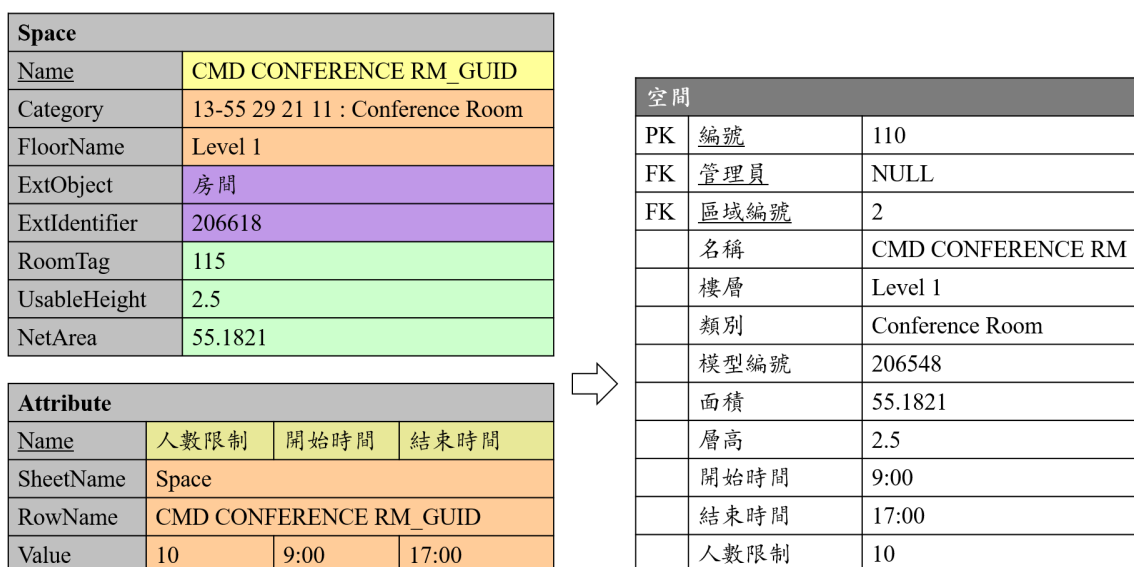 Space
Name CMD CONFERENCE RM_GUID
Category 13-55 29 21 11 : Conference Room
FloorName Level 1
ExtObject 房間
ExtIdentifier 206618
RoomTag 115
UsableHeight 2.5
NetArea 55.1821
Attribute
Name 人數限制 開始時間 結束時間
SheetName Space
RowName CMD CONFERENCE RM_GUID
Value 10 9:00 17:00
空間
PK 編號 110
FK 管理員 NULL
FK 區域編號 2
名稱 CMD CONFERENCE RM
樓層 Level 1
類別 Conference Room
模型編號 206548
面積 55.1821
層高 2.5
開始時間 9:00
結束時間 17:00
人數限制 10